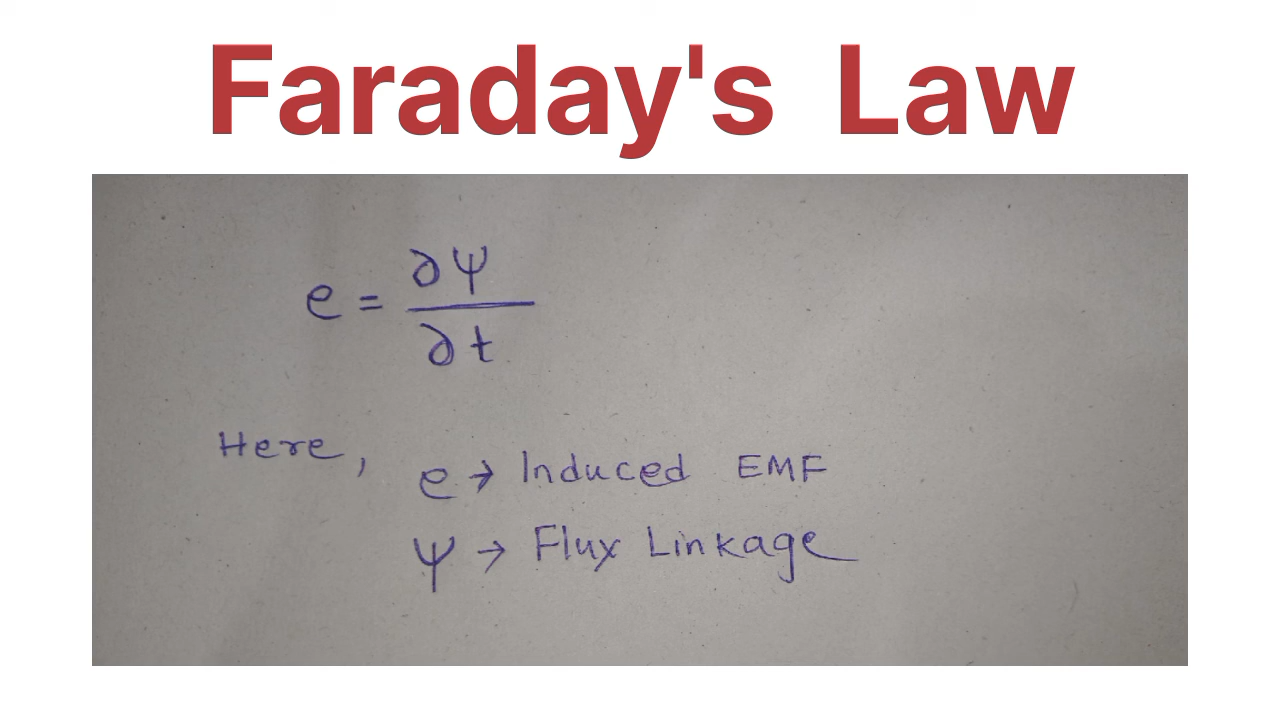 Faraday's Law
e = ∂ψ
∂t
Here,
e → Induced EMF
ψ → Flux Linkage